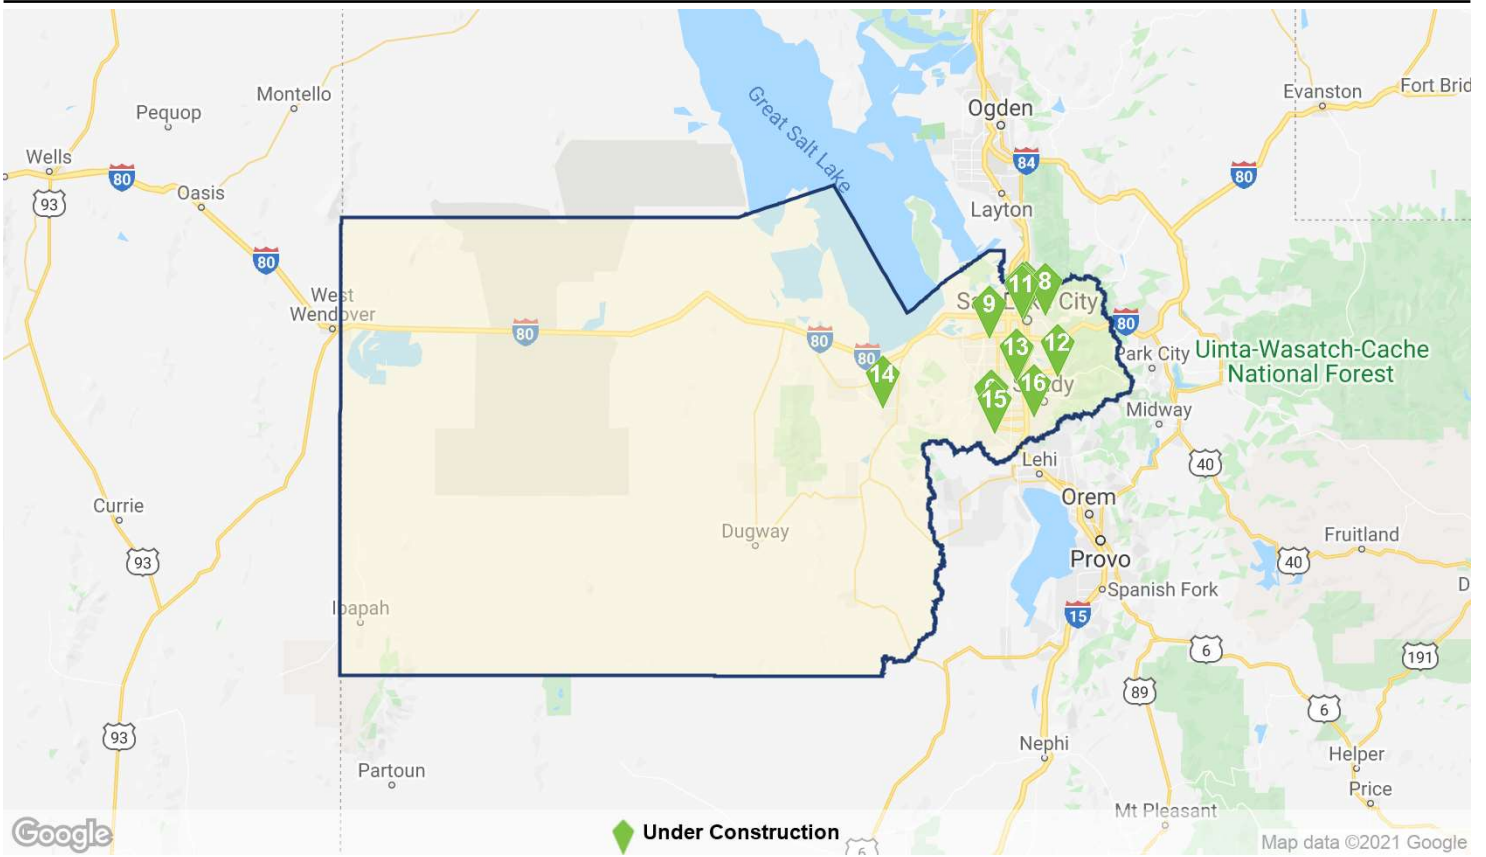 Montello
Pequop
Evanston
Fort Brid
Great Salt Lake
Ogden
Wells
80
84
80
93
Oasis
Layton
80
West
Wendover
80
80
80
80
11
8
9
City
12
13
14
16
15
Park City
Uinta-Wasatch-Cache
National Forest
Midway
Lehi
40
Orem
Currie
Dugway
93
Provo
Fruitland
40
Spanish Fork
D
15
Ibapah
6
191
89
6
93
Nephi
Helper
Partoun
Price
Mt Pleasant
Google
Under Construction
6
Map data ©2021 Google